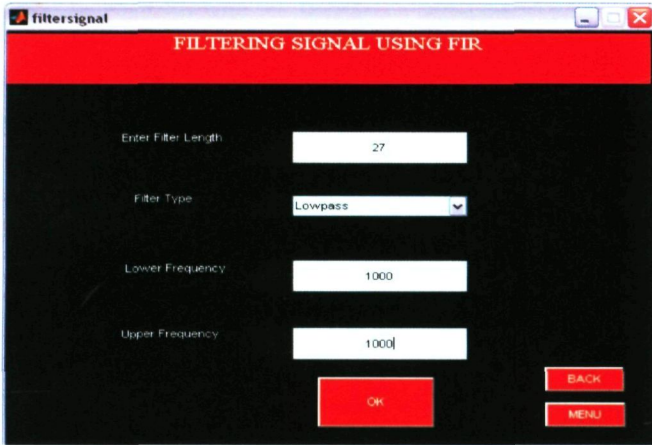 filtersignal
FILTERING SIGNAL USING FIR
Enter Filter Length
27
Filter Type
Lowpass
Lower Frequency
1000
Upper Frequency
1000
OK
BACK
MENU